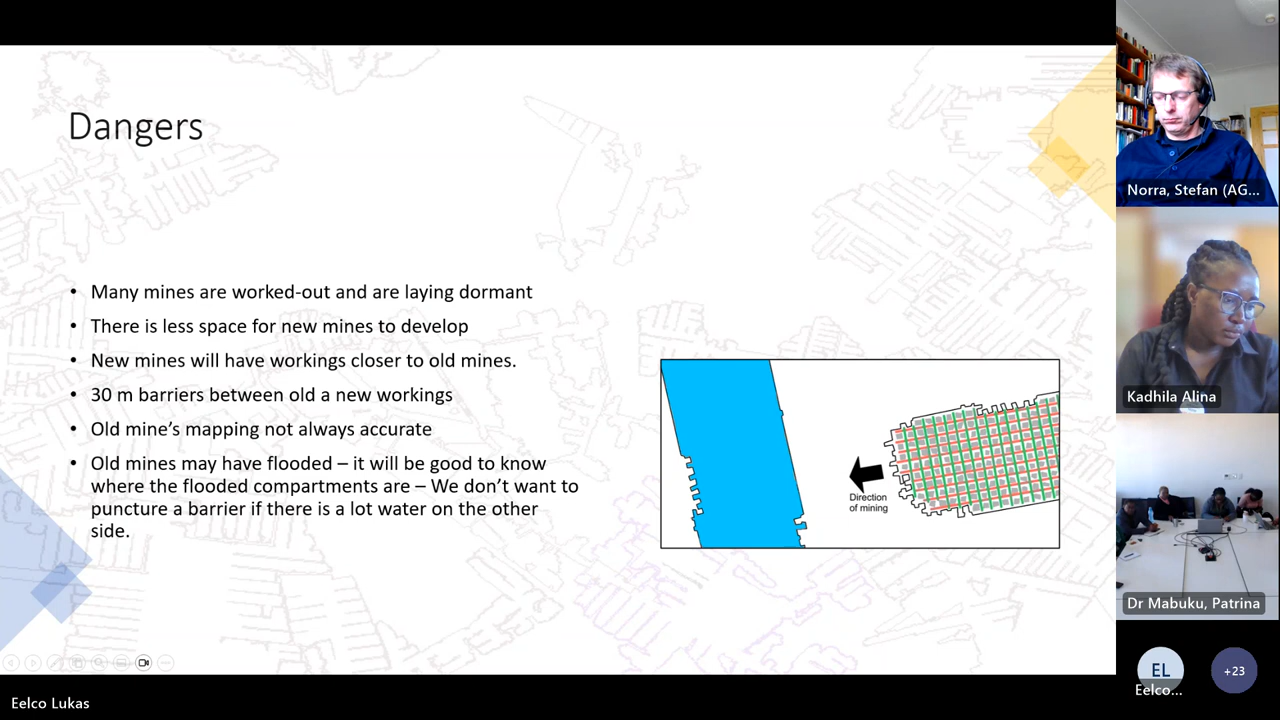 Dangers
• Many mines are worked-out and are laying dormant
• There is less space for new mines to develop
• New mines will have workings closer to old mines.
• 30 m barriers between old a new workings
• Old mine's mapping not always accurate
• Old mines may have flooded – it will be good to know
where the flooded compartments are – We don't want to
puncture a barrier if there is a lot water on the other
side.
Direction
of mining
Eelco Lukas
Norra, Stefan (AG...
Kadhila Alina
Dr Mabuku, Patrina
EL
Eelco...
+23